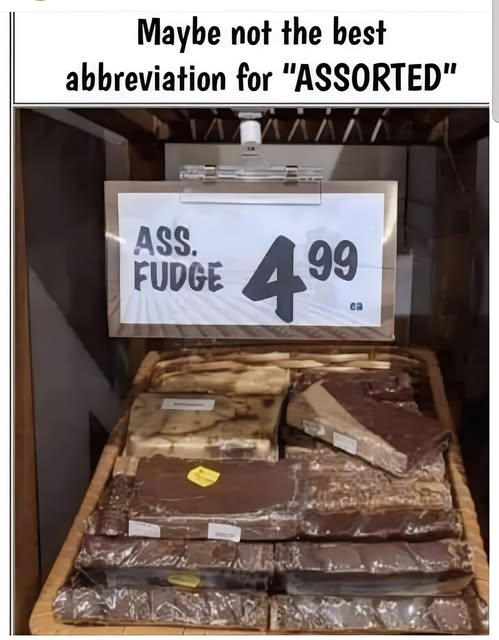 Maybe not the best
abbreviation for “ASSORTED”
ASS.
FUDGE
4 99
ea